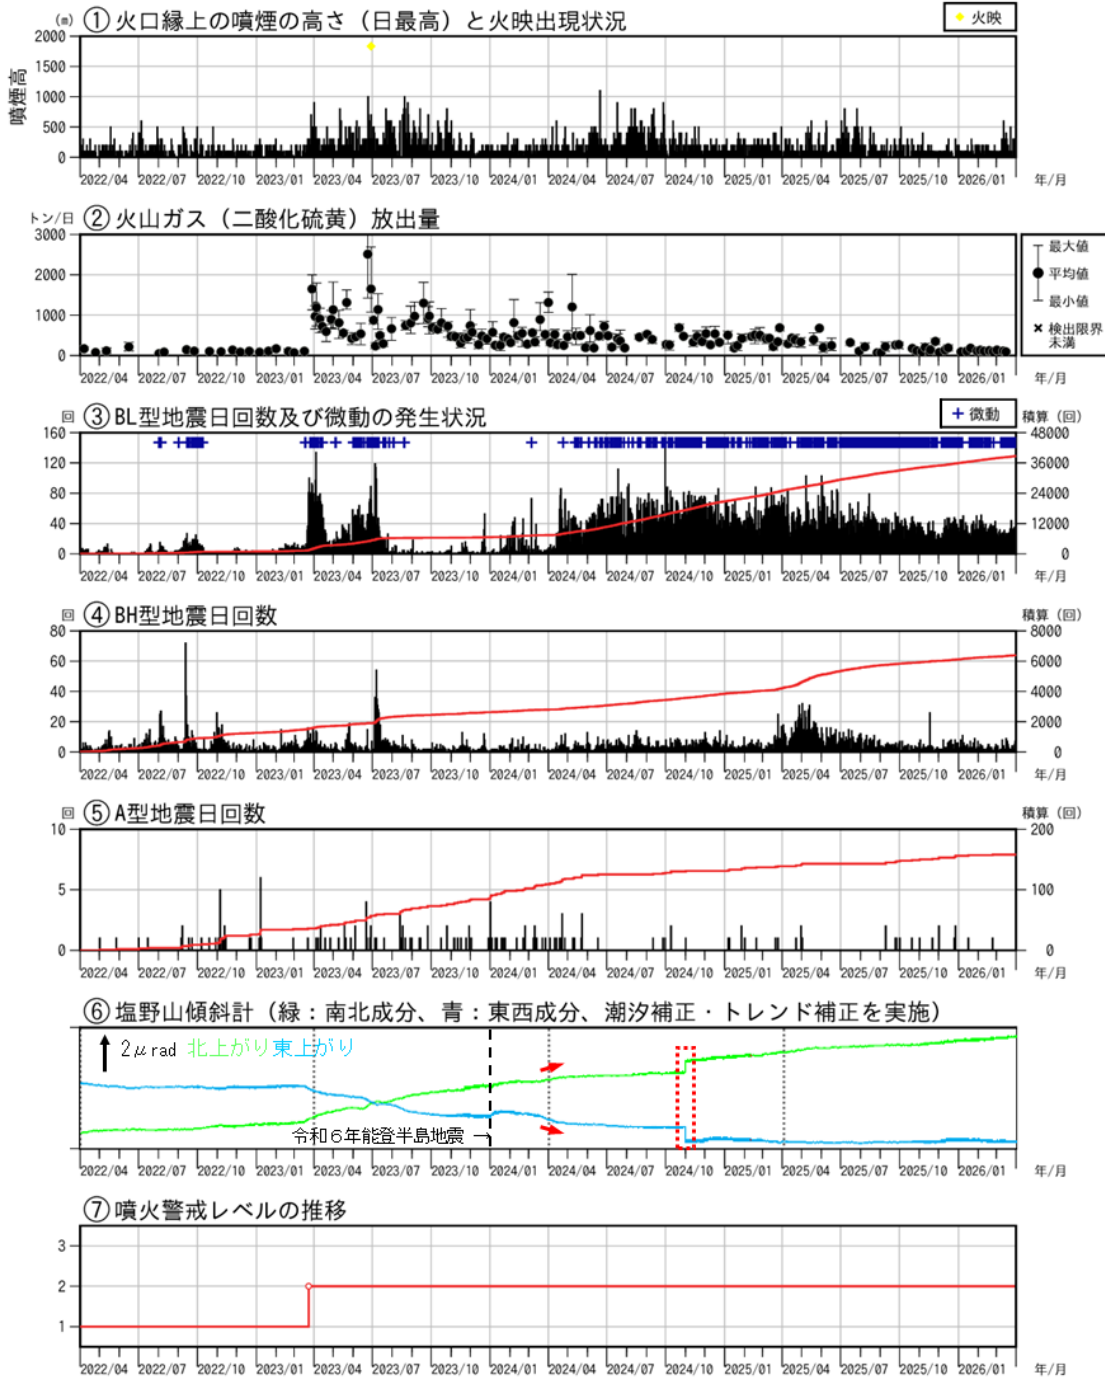 (m)
① 火口縁上の噴煙の高さ（日最高）と火映出現状況
火映
噴煙高
2000
1500
1000
500
0
2022/04 2022/07 2022/10 2023/01 2023/04 2023/07 2023/10 2024/01 2024/04 2024/07 2024/10 2025/01 2025/04 2025/07 2025/10 2026/01 年/月
トン/日
② 火山ガス（二酸化硫黄）放出量
3000
2000
1000
0
最大値
平均値
最小値
検出限界
未満
2022/04 2022/07 2022/10 2023/01 2023/04 2023/07 2023/10 2024/01 2024/04 2024/07 2024/10 2025/01 2025/04 2025/07 2025/10 2026/01 年/月
回
③ BL型地震日回数及び微動の発生状況
+ 微動
積算（回）
160
120
80
40
0
48000
36000
24000
12000
0
2022/04 2022/07 2022/10 2023/01 2023/04 2023/07 2023/10 2024/01 2024/04 2024/07 2024/10 2025/01 2025/04 2025/07 2025/10 2026/01 年/月
回
④ BH型地震日回数
積算（回）
80
60
40
20
0
8000
6000
4000
2000
0
2022/04 2022/07 2022/10 2023/01 2023/04 2023/07 2023/10 2024/01 2024/04 2024/07 2024/10 2025/01 2025/04 2025/07 2025/10 2026/01 年/月
回
⑤ A型地震日回数
積算（回）
10
5
0
200
100
0
2022/04 2022/07 2022/10 2023/01 2023/04 2023/07 2023/10 2024/01 2024/04 2024/07 2024/10 2025/01 2025/04 2025/07 2025/10 2026/01 年/月
⑥ 塩野山傾斜計（緑：南北成分、青：東西成分、潮汐補正・トレンド補正を実施）
2μrad 北上がり東上がり
令和６年能登半島地震 →
2022/04 2022/07 2022/10 2023/01 2023/04 2023/07 2023/10 2024/01 2024/04 2024/07 2024/10 2025/01 2025/04 2025/07 2025/10 2026/01 年/月
⑦ 噴火警戒レベルの推移
3
2
1
2022/04 2022/07 2022/10 2023/01 2023/04 2023/07 2023/10 2024/01 2024/04 2024/07 2024/10 2025/01 2025/04 2025/07 2025/10 2026/01 年/月